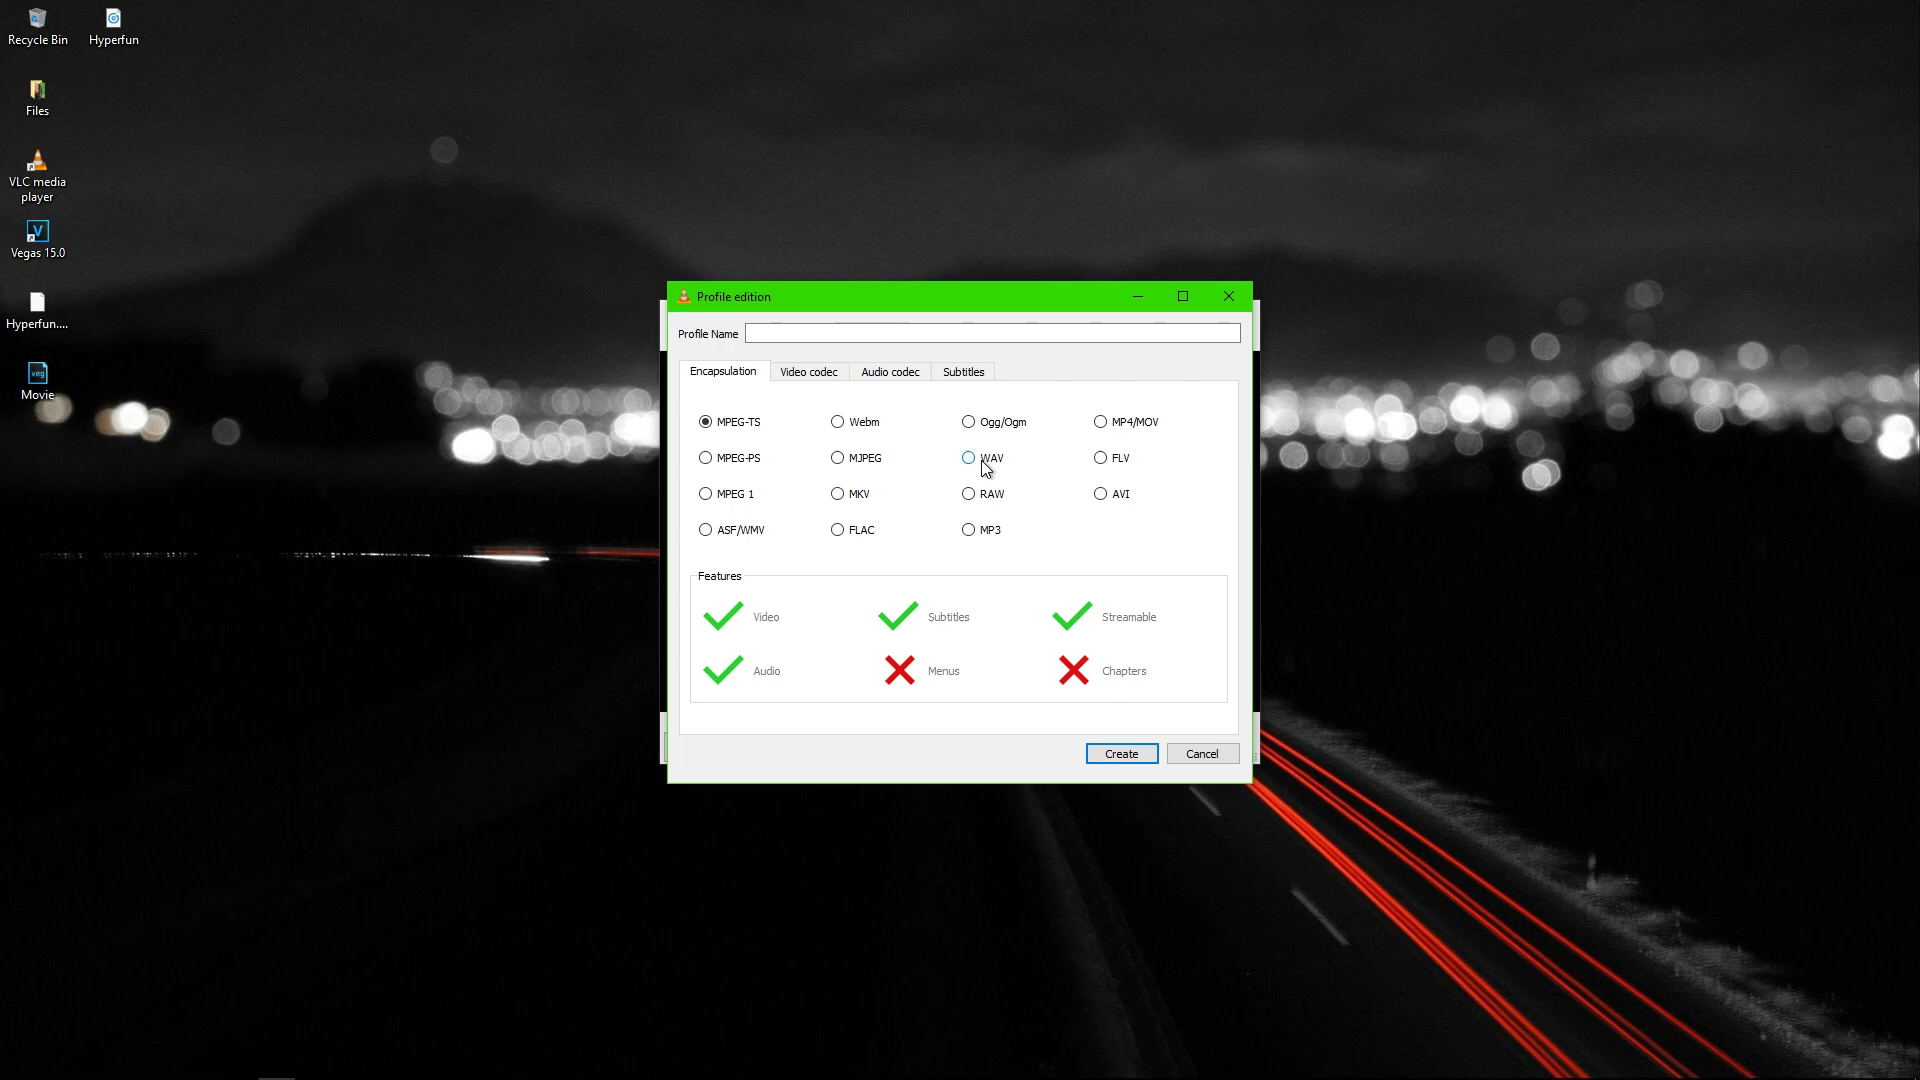 Recycle Bin
Hyperfun
Files
VLC media
player
Vegas 15.0
Hyperfun....
veg
Movie
Profile edition
Profile Name
Encapsulation
Video codec
Audio codec
Subtitles
MPEG-TS
Webm
Ogg/Ogm
MP4/MOV
MPEG-PS
MJPEG
WAV
FLV
MPEG 1
MKV
RAW
AVI
ASF/WMV
FLAC
MP3
Features
Video
Subtitles
Streamable
Audio
Menus
Chapters
Create
Cancel